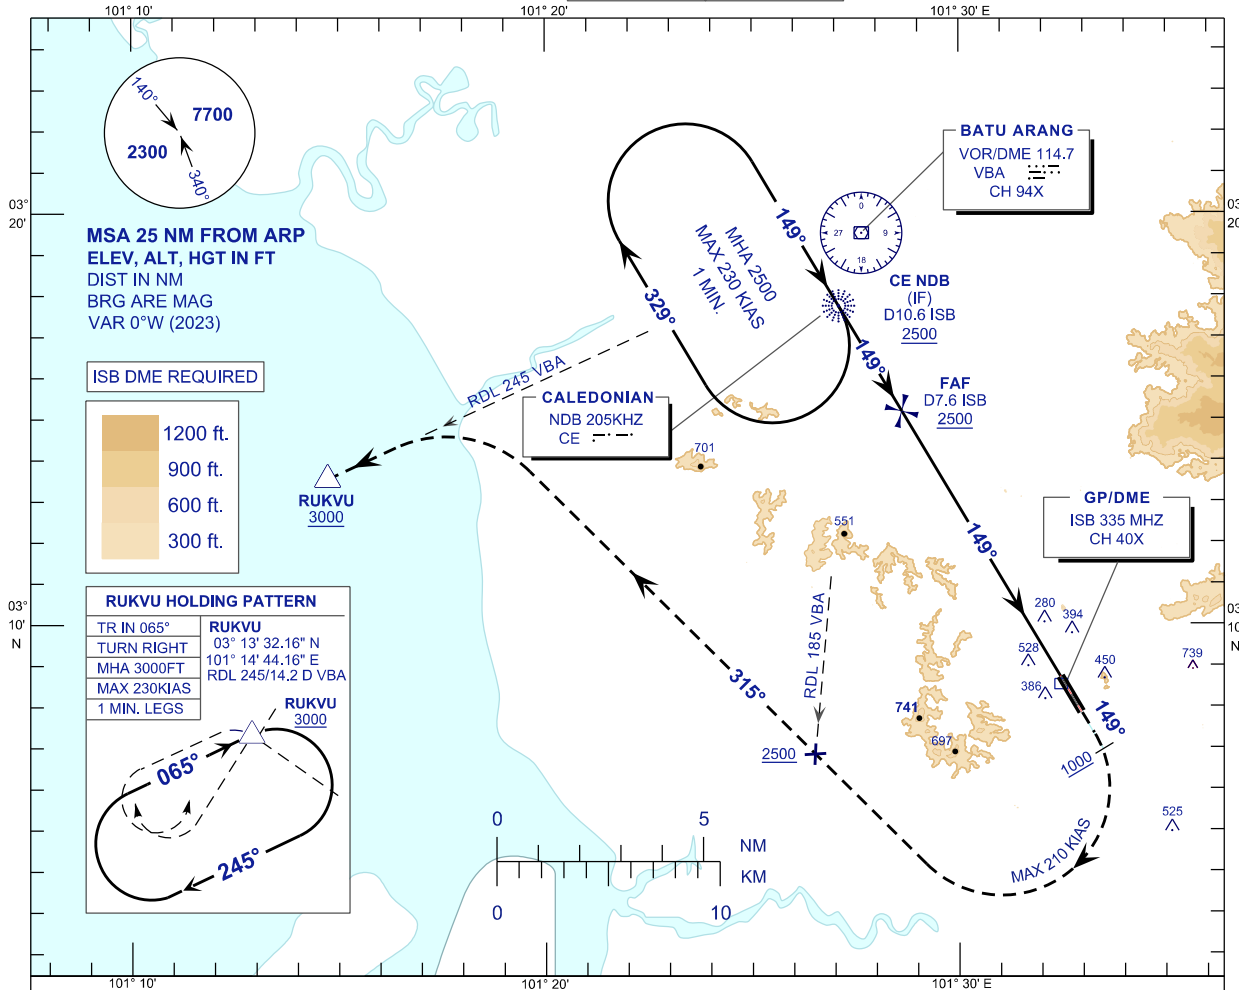 101° 10'
101° 20'
101° 30' E
140°
7700
2300
340°
03°
20'
MSA 25 NM FROM ARP
ELEV, ALT, HGT IN FT
DIST IN NM
BRG ARE MAG
VAR 0°W (2023)
ISB DME REQUIRED
1200 ft.
900 ft.
600 ft.
300 ft.
149°
MHA 2500
MAX 230 KIAS
1 MIN.
329°
0
9
18
27
BATU ARANG
VOR/DME 114.7
VBA
CH 94X
03
20'
CE NDB
(IF)
D10.6 ISB
2500
149°
FAF
D7.6 ISB
2500
RDL 245 VBA
CALEDONIAN
NDB 205KHZ
CE
701
RUKVU
3000
551
149°
GP/DME
ISB 335 MHZ
CH 40X
RDL 185 VBA
315°
280
394
528
450
386
739
741
697
149°
1000
2500
525
MAX 210 KIAS
03°
10'
N
03
10
N
RUKVU HOLDING PATTERN
TR IN 065°
TURN RIGHT
MHA 3000FT
MAX 230KIAS
1 MIN. LEGS
RUKVU
03° 13' 32.16" N
101° 14' 44.16" E
RDL 245/14.2 D VBA
RUKVU
3000
065°
245°
0
5
NM
KM
0
10
101° 10'
101° 20'
101° 30' E